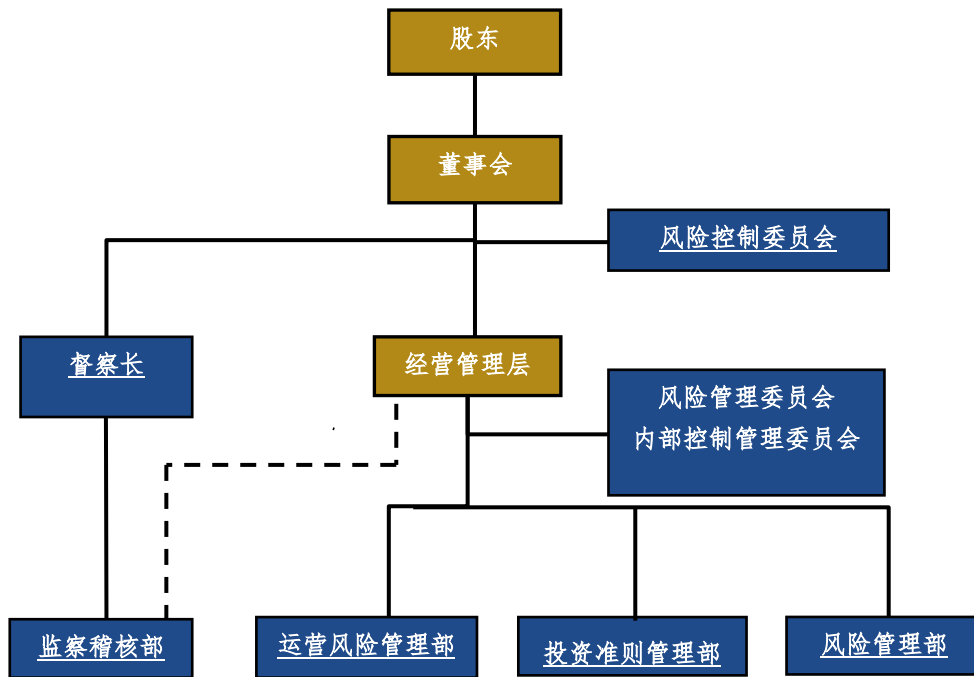 股东
董事会
风险控制委员会
督察长
经营管理层
风险管理委员会
内部控制管理委员会
监察稽核部
运营风险管理部
投资准则管理部
风险管理部